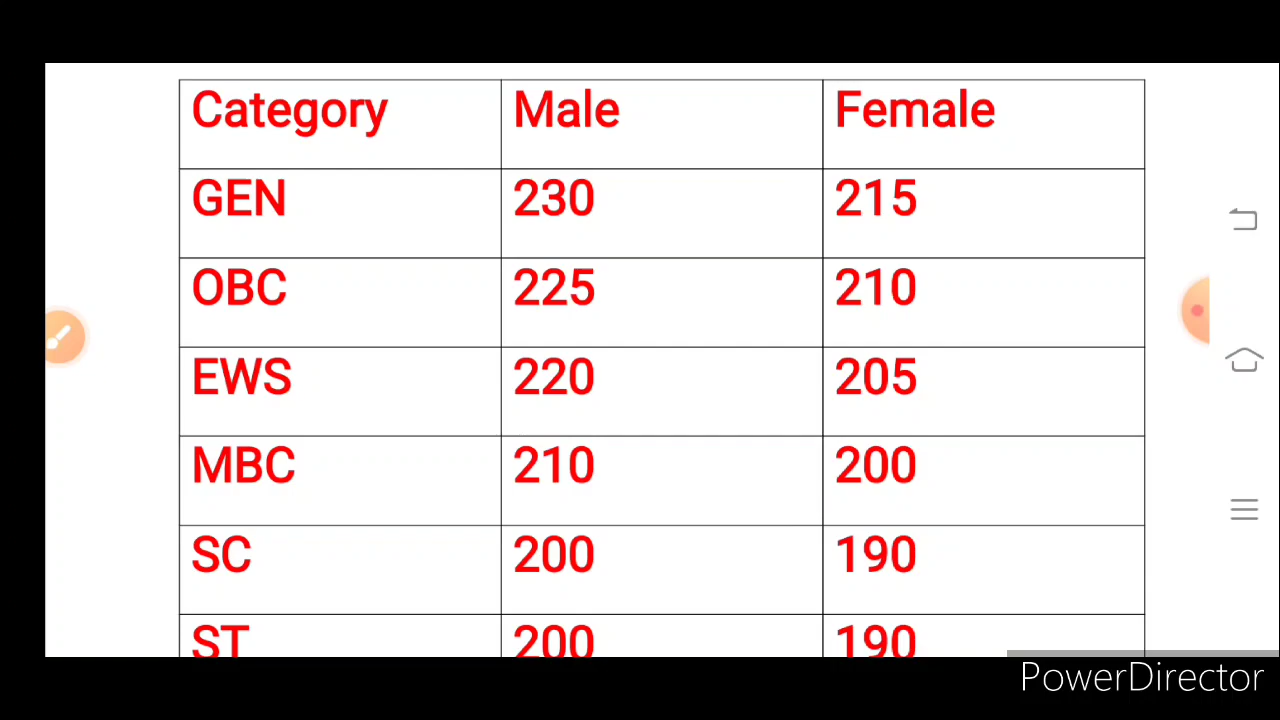 Category Male Female
GEN 230 215
OBC 225 210
EWS 220 205
MBC 210 200
SC 200 190
ST 200 190
PowerDirector